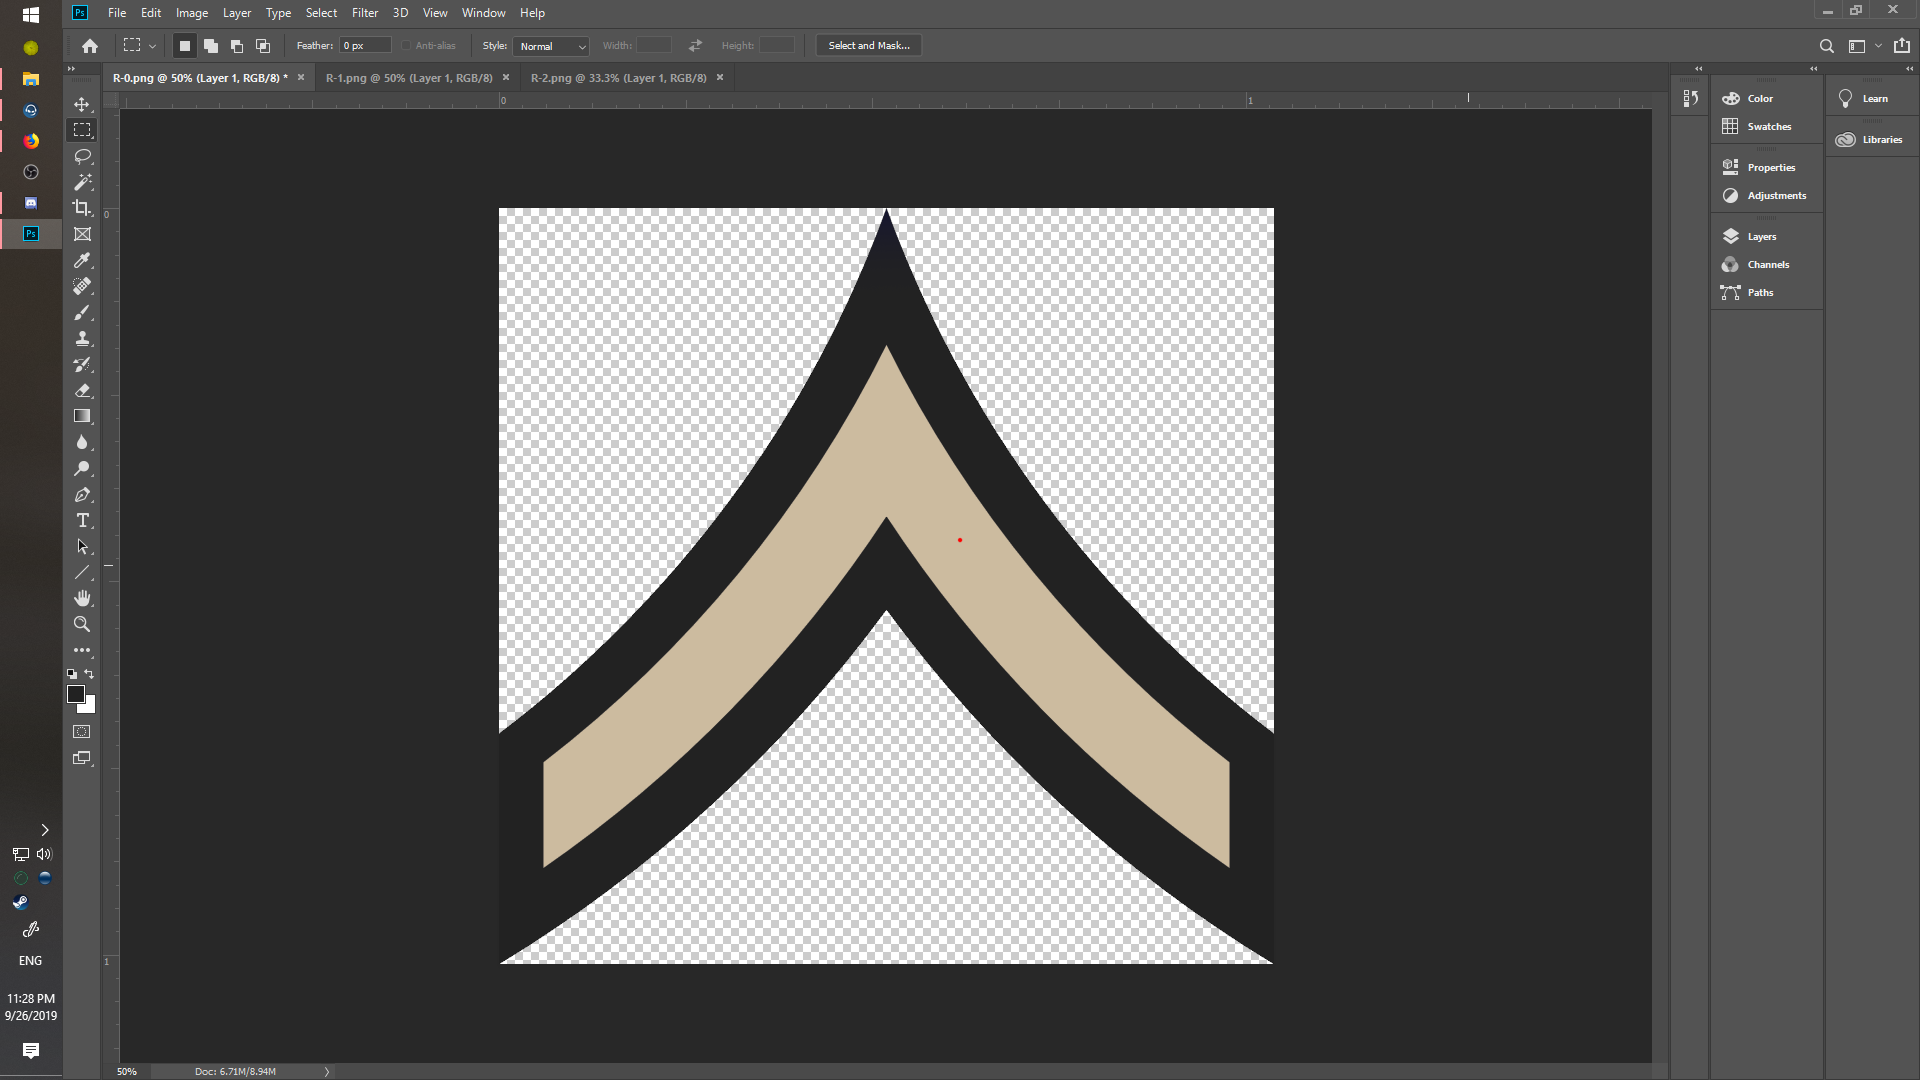 Ps File Edit Image Layer Type Select Filter 3D View Window Help
Feather: 0 px Anti-alias Style: Normal Width: Height: Select and Mask...
R-0.png @ 50% (Layer 1, RGB/8) * × R-1.png @ 50% (Layer 1, RGB/8) × R-2.png @ 33.3% (Layer 1, RGB/8) ×
0 1
0
1
Color
Swatches
Properties
Adjustments
Layers
Channels
Paths
Learn
Libraries
Ps
T
ENG
11:28 PM
9/26/2019
50% Doc: 6.71M/8.94M